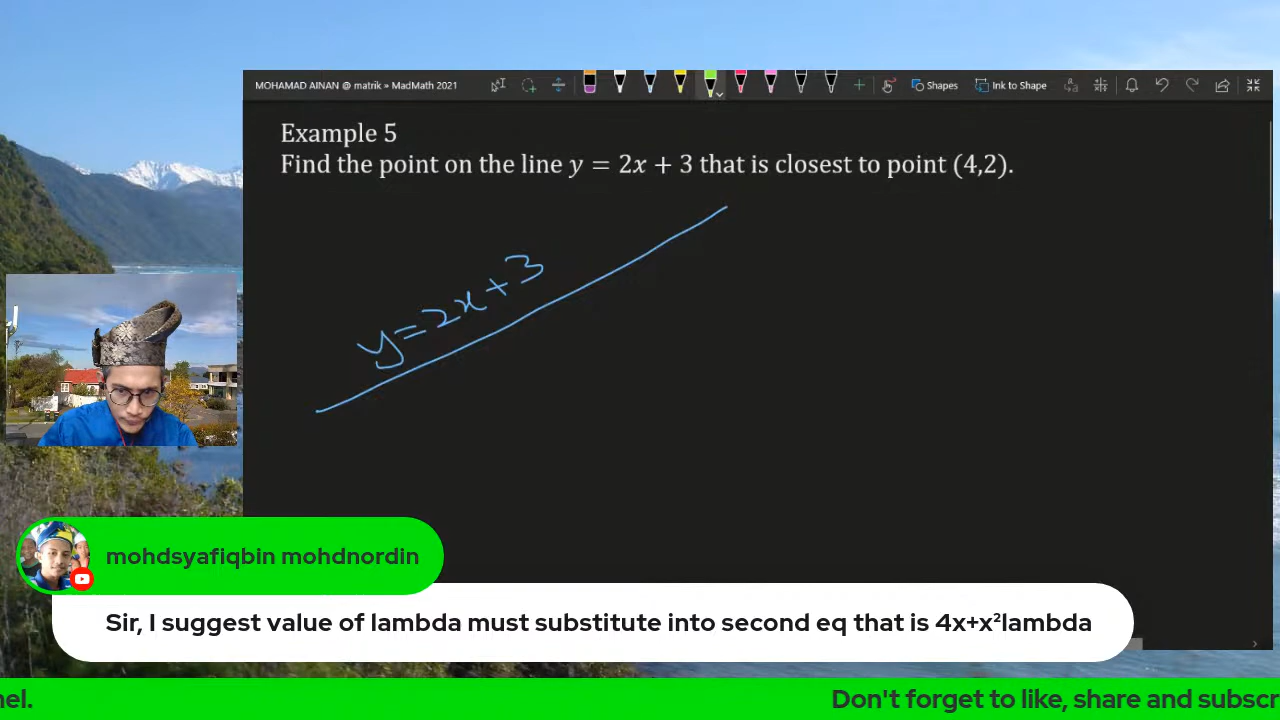 MOHAMAD AINAN @ matrik » MadMath 2021
Shapes
Ink to Shape
Example 5
Find the point on the line y = 2x + 3 that is closest to point (4,2).
y=2x+3
mohdsyafiqbin mohdnordin
Sir, I suggest value of lambda must substitute into second eq that is 4x+x²lambda
nel.
Don't forget to like, share and subscr